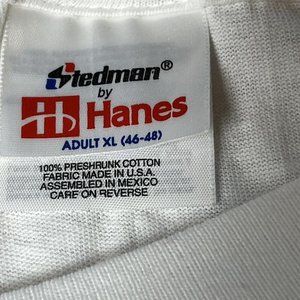 Stedman®
by
Hanes
ADULT XL (46-48)
100% PRESHRUNK COTTON
FABRIC MADE IN U.S.A.
ASSEMBLED IN MEXICO
CARE ON REVERSE